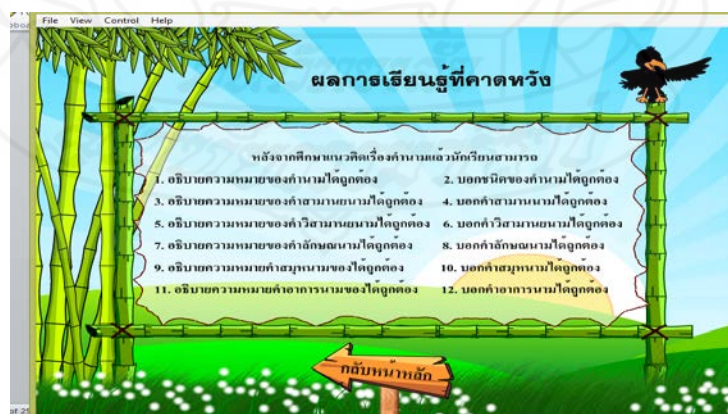 File View Control Help
ผลการเรียนรู้ที่คาดหวัง
หลังจากศึกษาแนวคิดเรื่องคำนามแล้วนักเรียนสามารถ
1. อธิบายความหมายของคำนามได้ถูกต้อง 2. บอกชนิดของคำนามได้ถูกต้อง
3. อธิบายความหมายของคำสามานยนามได้ถูกต้อง 4. บอกคำสามานนามได้ถูกต้อง
5. อธิบายความหมายของคำวิสามานยนามได้ถูกต้อง 6. บอกคำวิสามานยนามได้ถูกต้อง
7. อธิบายความหมายของคำลักษณนามได้ถูกต้อง 8. บอกคำลักษณนามได้ถูกต้อง
9. อธิบายความหมายคำสมุหนามของได้ถูกต้อง 10. บอกคำสมุหนามได้ถูกต้อง
11. อธิบายความหมายคำอาการนามของได้ถูกต้อง 12. บอกคำอาการนามได้ถูกต้อง
กลับหน้าหลัก